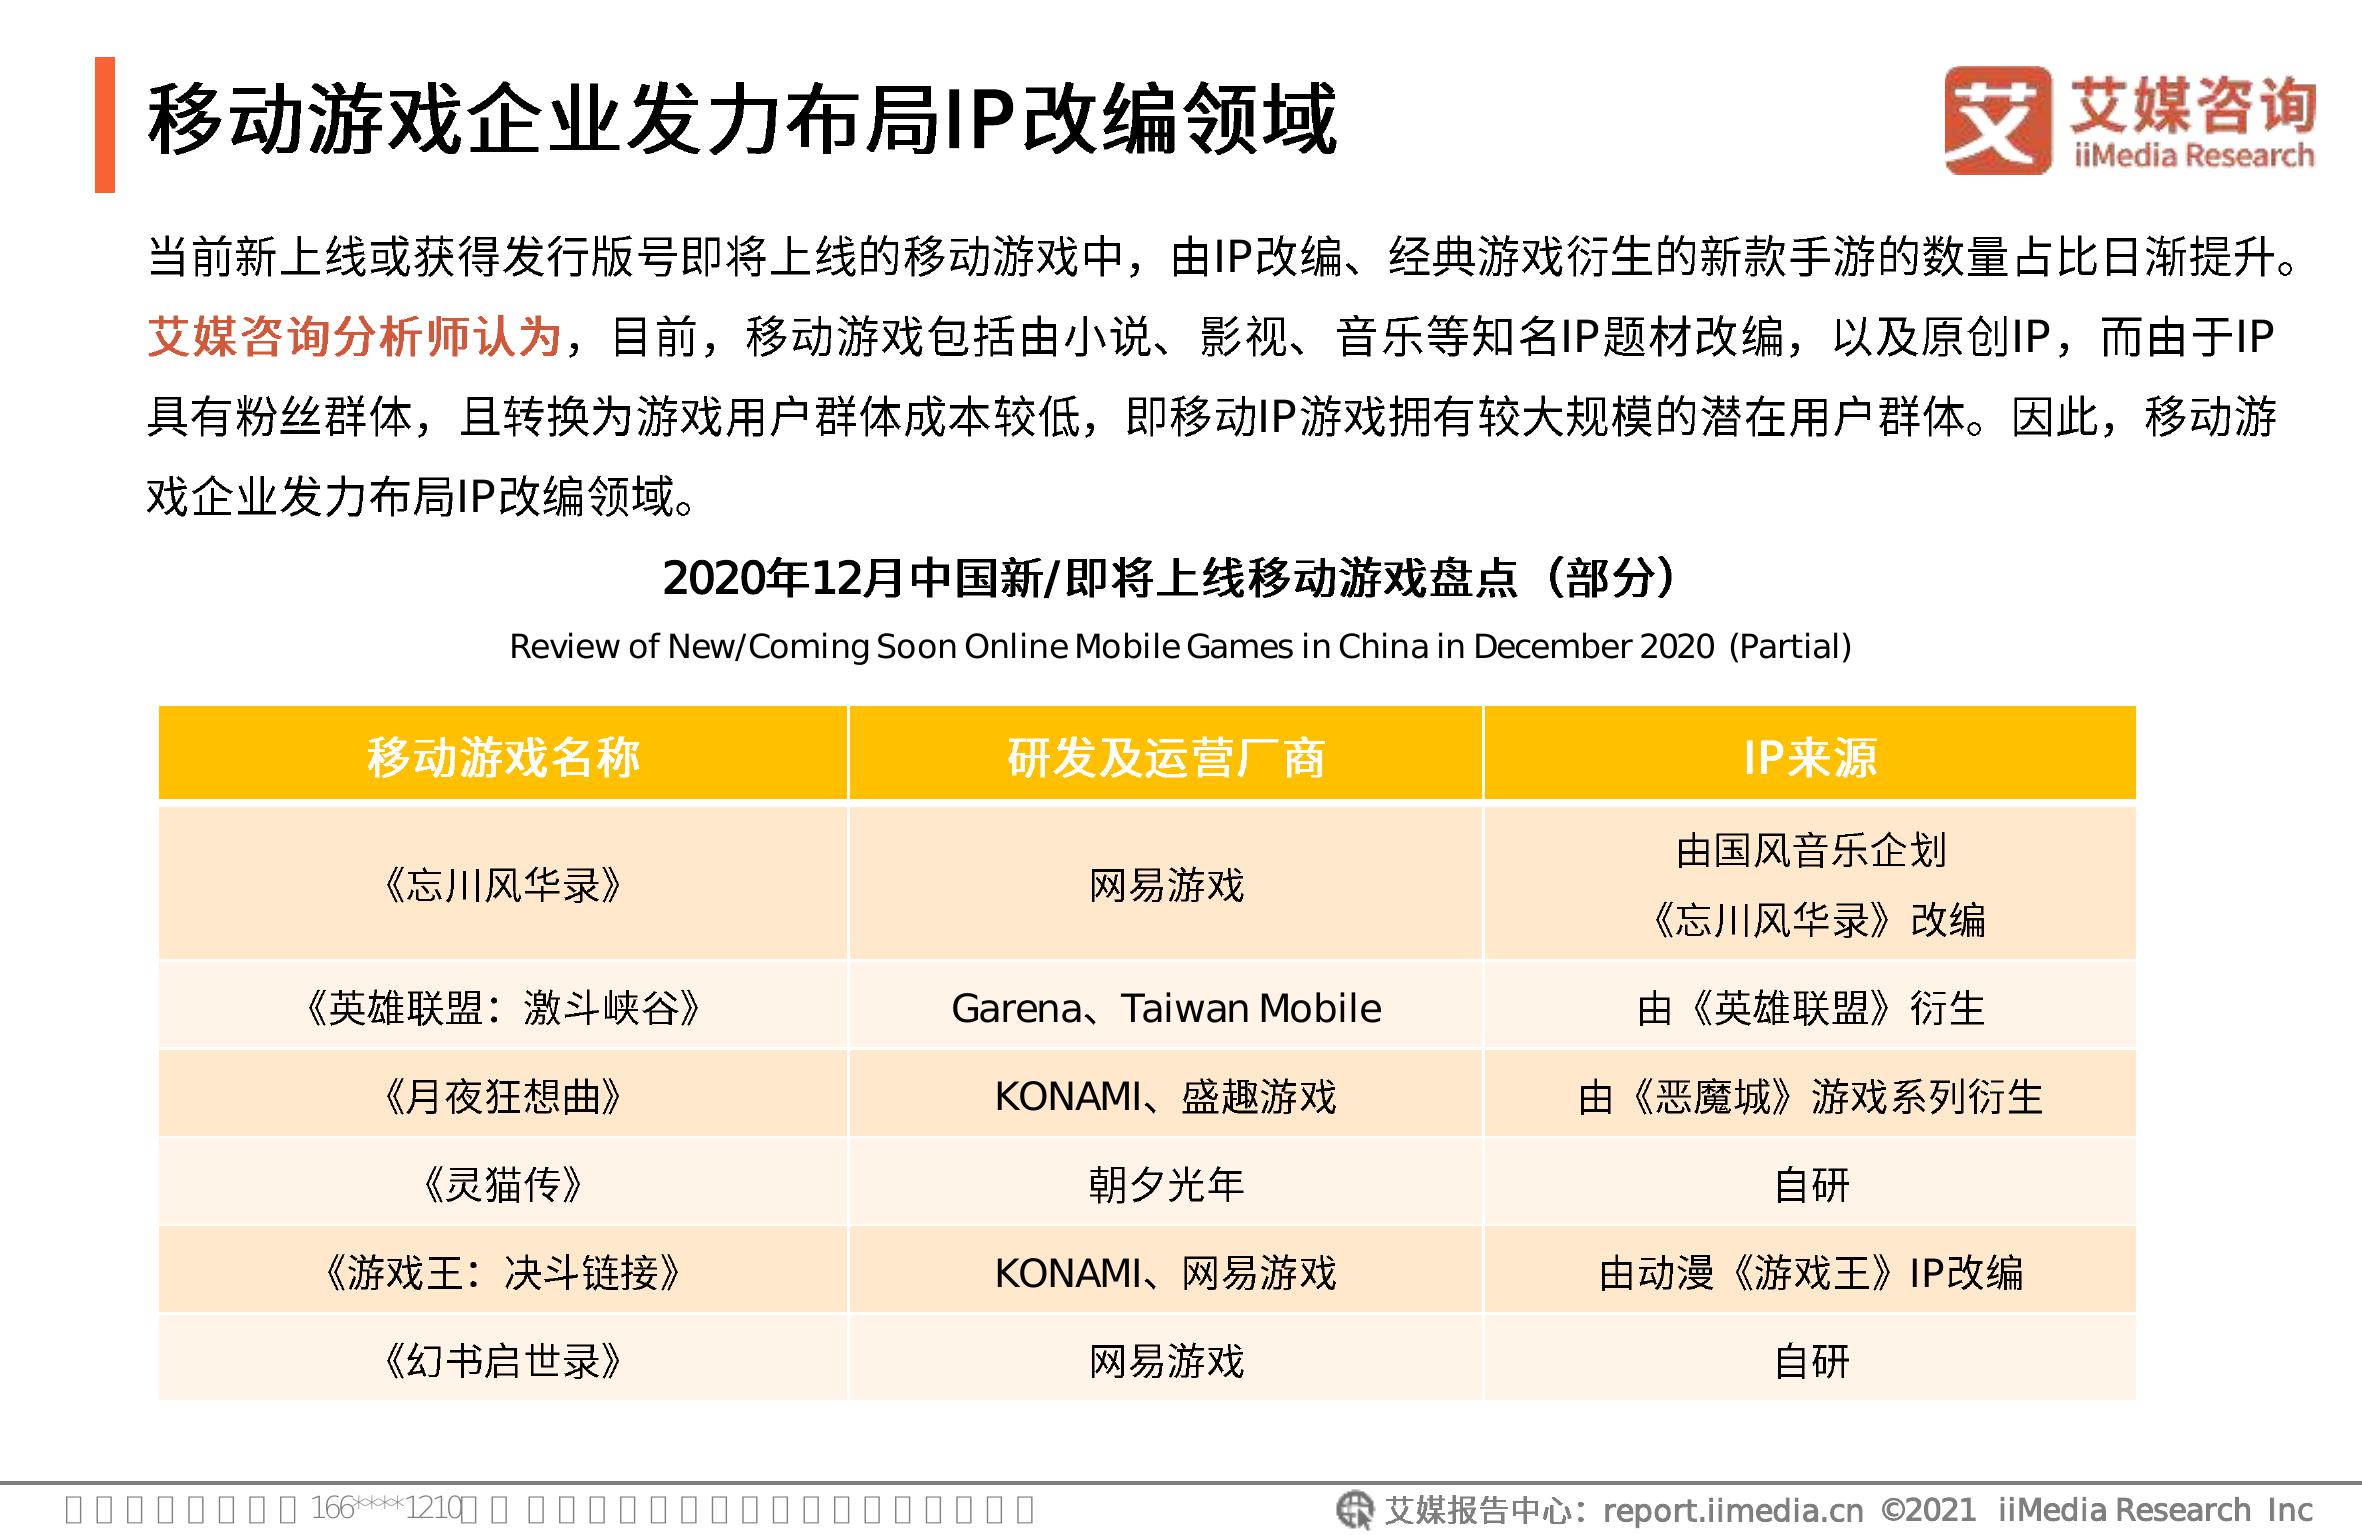 移动游戏企业发力布局IP改编领域
艾
艾媒咨询
iiMedia Research
当前新上线或获得发行版号即将上线的移动游戏中，由IP改编、经典游戏衍生的新款手游的数量占比日渐提升。
艾媒咨询分析师认为，目前，移动游戏包括由小说、影视、音乐等知名IP题材改编，以及原创IP，而由于IP
具有粉丝群体，且转换为游戏用户群体成本较低，即移动IP游戏拥有较大规模的潜在用户群体。因此，移动游
戏企业发力布局IP改编领域。
2020年12月中国新/即将上线移动游戏盘点（部分）
Review of New/Coming Soon Online Mobile Games in China in December 2020 (Partial)
移动游戏名称 研发及运营厂商 IP来源
《忘川风华录》 网易游戏 由国风音乐企划
《忘川风华录》改编
《英雄联盟：激斗峡谷》 Garena、Taiwan Mobile 由《英雄联盟》衍生
《月夜狂想曲》 KONAMI、盛趣游戏 由《恶魔城》游戏系列衍生
《灵猫传》 朝夕光年 自研
《游戏王：决斗链接》 KONAMI、网易游戏 由动漫《游戏王》IP改编
《幻书启世录》 网易游戏 自研
166****1210
艾媒报告中心：report.iimedia.cn ©2021 iiMedia Research Inc